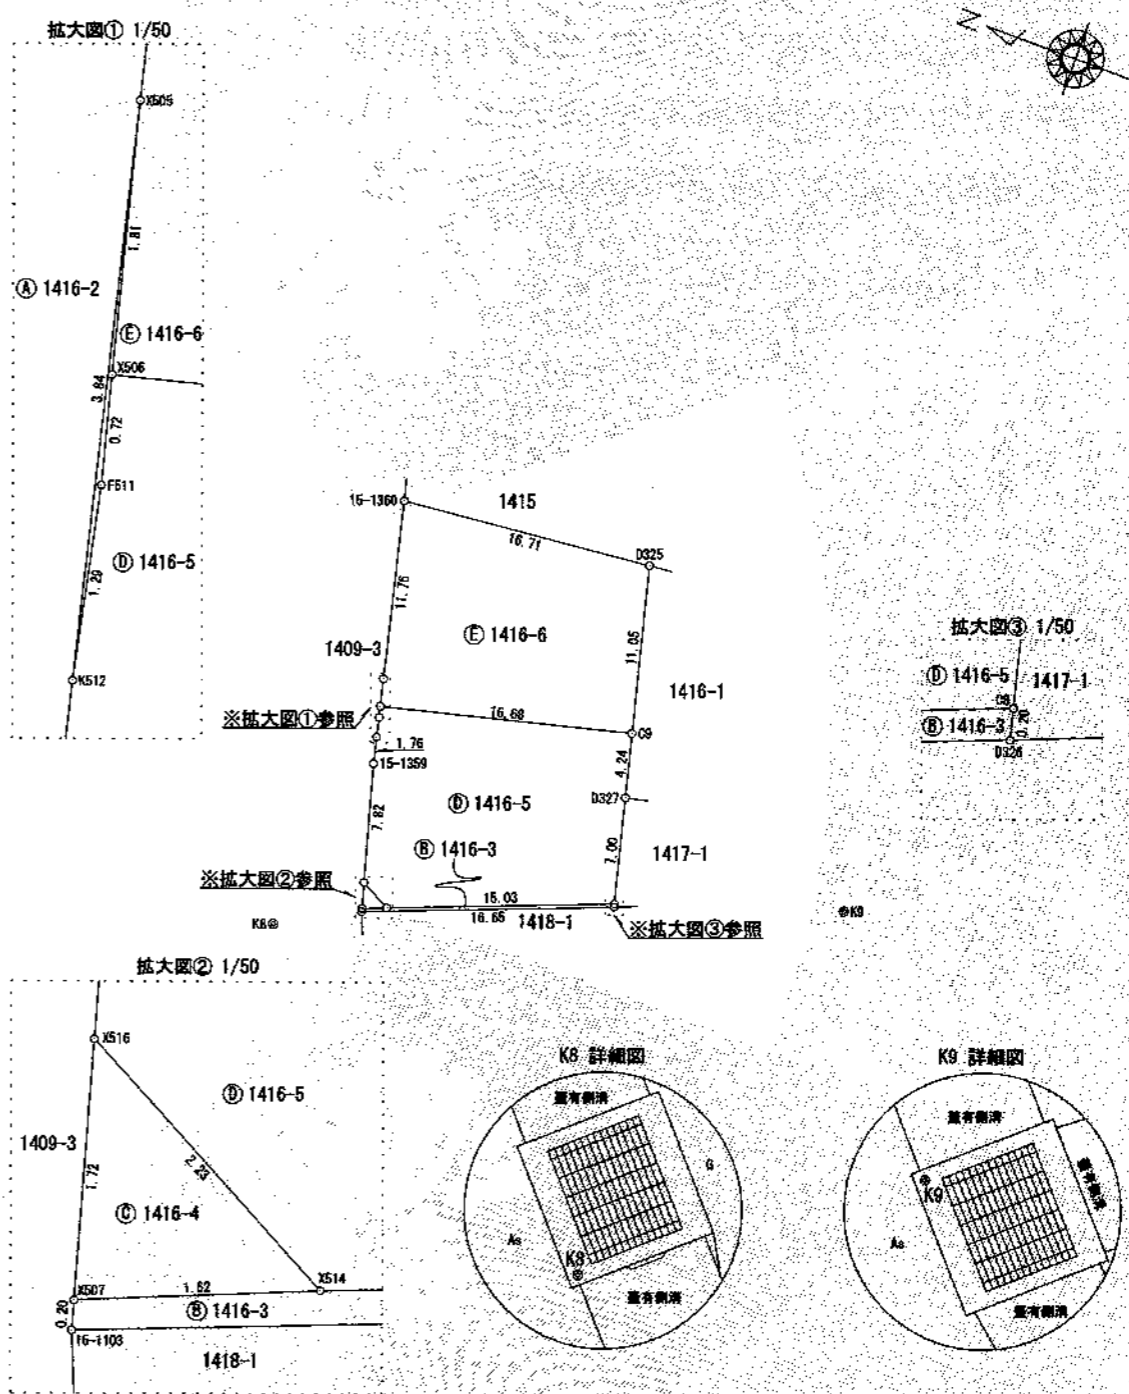 拡大図① 1/50
X505
1.81
Ⓐ 1416-2
Ⓔ 1416-6
X506
3.84
0.72
F511
Ⓓ 1416-5
1.29
K512
N
15-1360
1415
16.71
D325
11.76
Ⓔ 1416-6
11.05
1409-3
1416-1
※拡大図①参照
16.68
C9
1.76
15-1359
4.24
Ⓓ 1416-5
D327
7.82
7.00
Ⓑ 1416-3
1417-1
※拡大図②参照
15.03
16.65
1418-1
※拡大図③参照
K8
K9
拡大図③ 1/50
Ⓓ 1416-5
1417-1
C8
Ⓑ 1416-3
0.20
D326
拡大図② 1/50
X516
Ⓓ 1416-5
1409-3
1.72
2.23
Ⓒ 1416-4
X507
1.62
X514
0.20
Ⓑ 1416-3
15-1103
1418-1
K8 詳細図
蓋有側溝
G
As
K8
蓋有側溝
K9 詳細図
蓋有側溝
蓋有側溝
K9
As
蓋有側溝